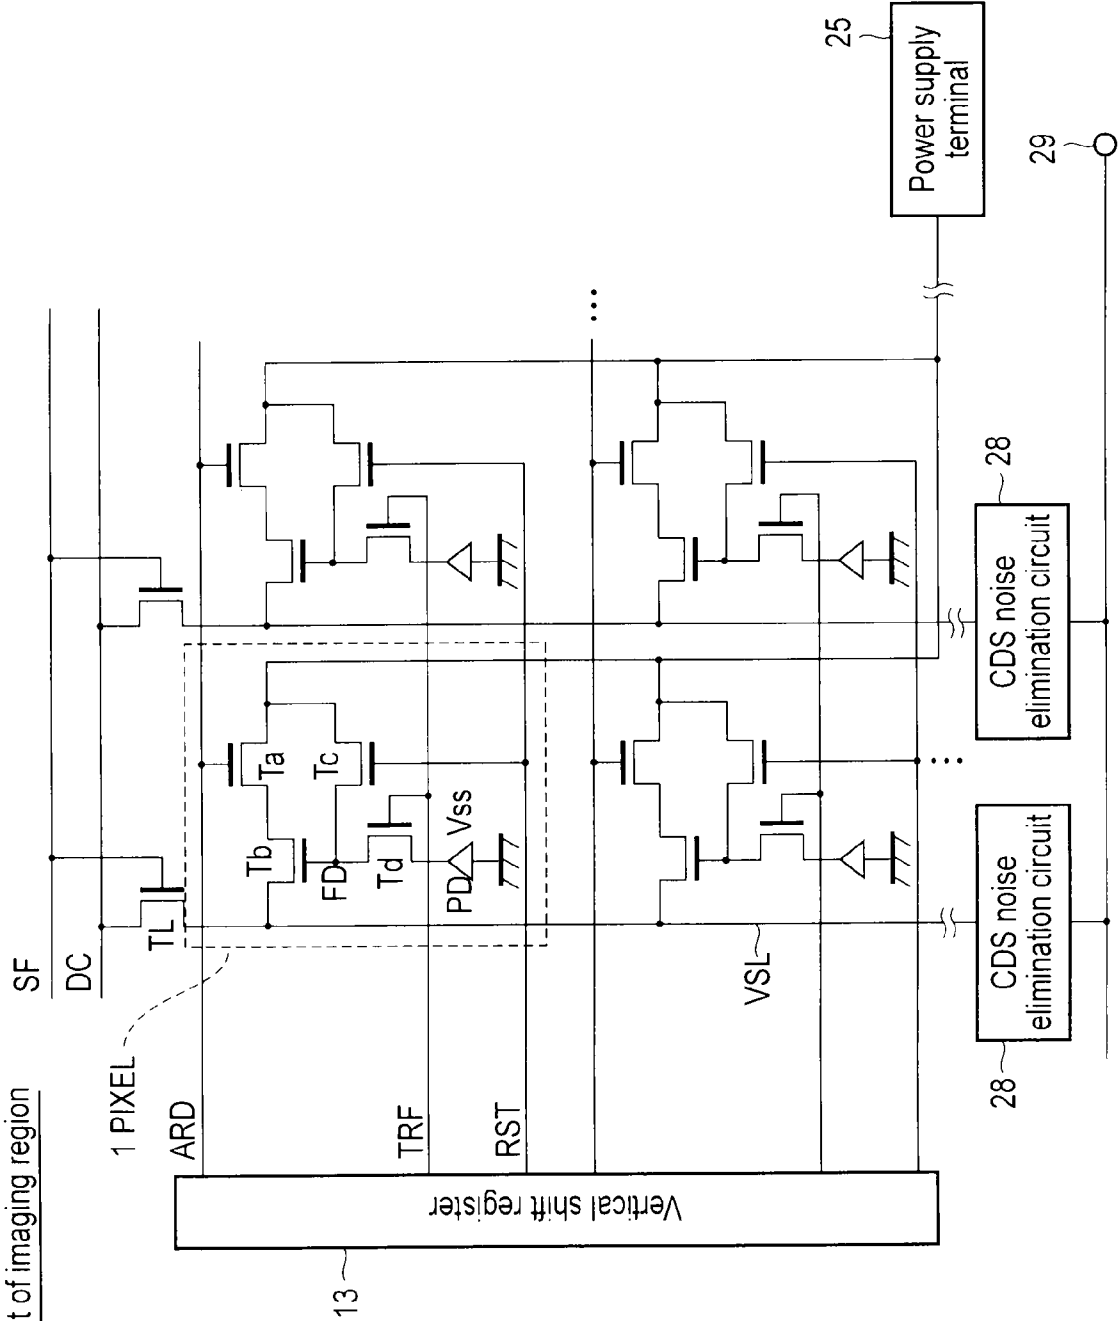 t of imaging region
SF
DC
TL
1 PIXEL
ARD
TRF
RST
Ta
Tb
Tc
FD
Td
PD
Vss
VSL
Vertical shift register
13
25
Power supply
terminal
28
CDS noise
elimination circuit
28
CDS noise
elimination circuit
29